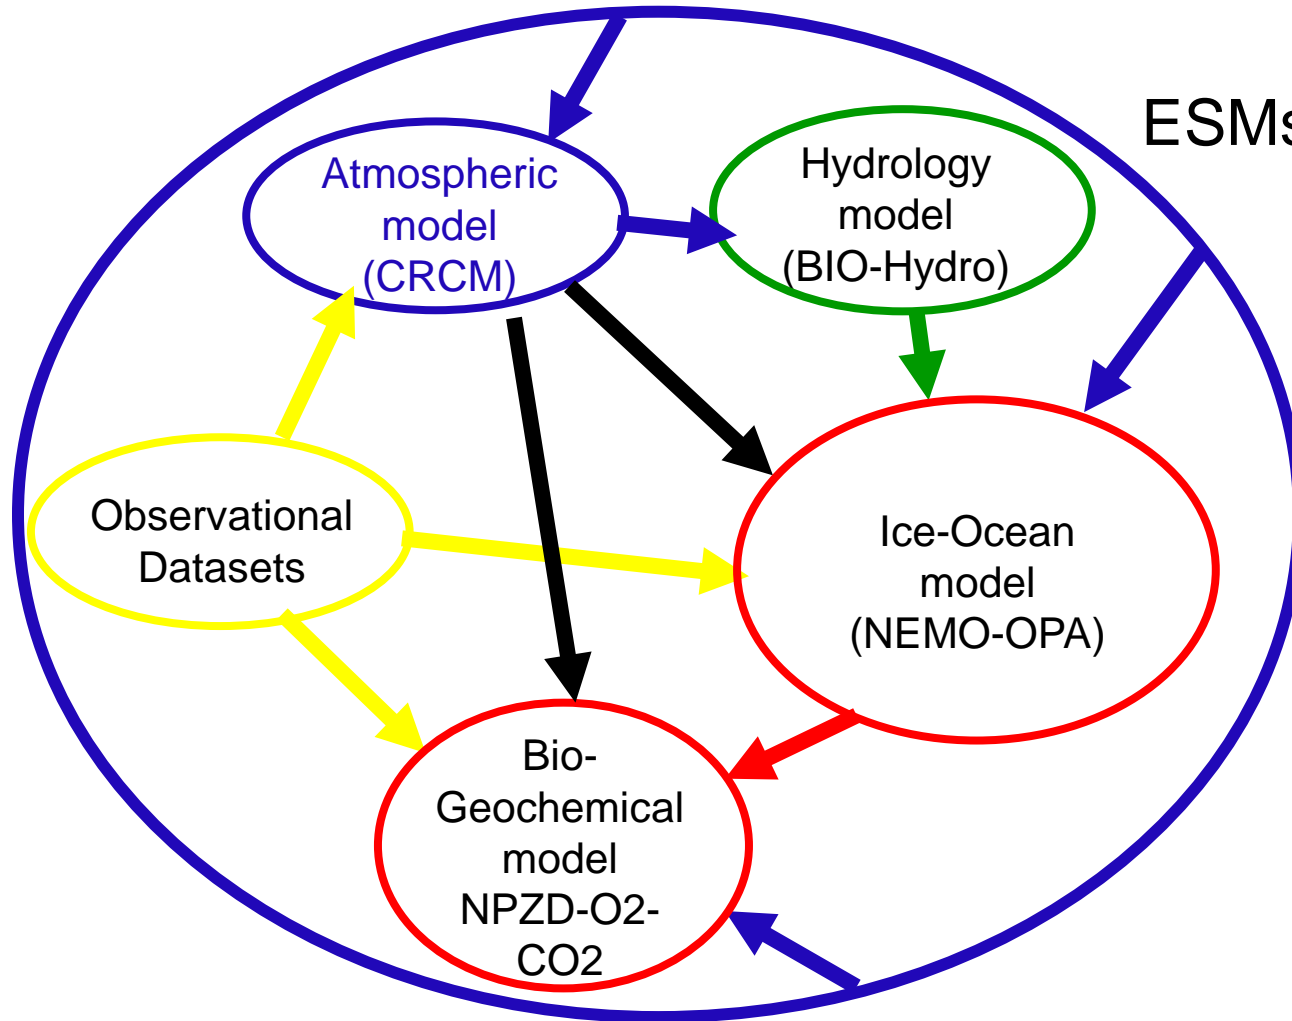 ESMs
Atmospheric
model
(CRCM)
Hydrology
model
(BIO-Hydro)
Observational
Datasets
Ice-Ocean
model
(NEMO-OPA)
Bio-
Geochemical
model
NPZD-O2-
CO2